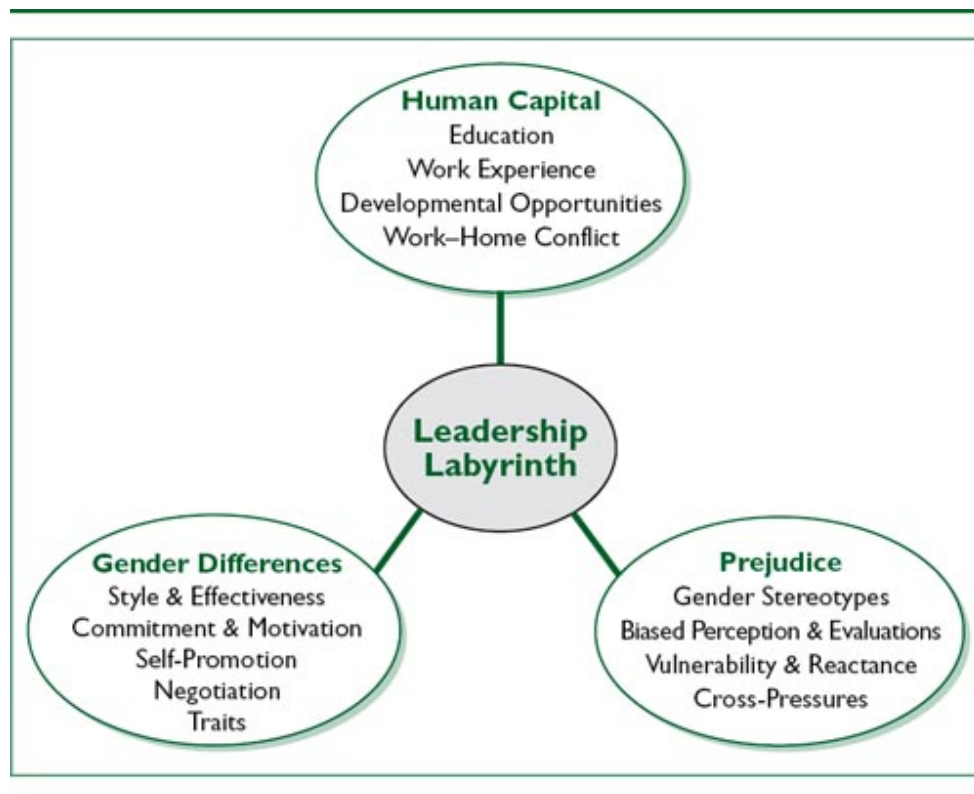 Human Capital
Education
Work Experience
Developmental Opportunities
Work–Home Conflict
Leadership
Labyrinth
Gender Differences
Style & Effectiveness
Commitment & Motivation
Self-Promotion
Negotiation
Traits
Prejudice
Gender Stereotypes
Biased Perception & Evaluations
Vulnerability & Reactance
Cross-Pressures